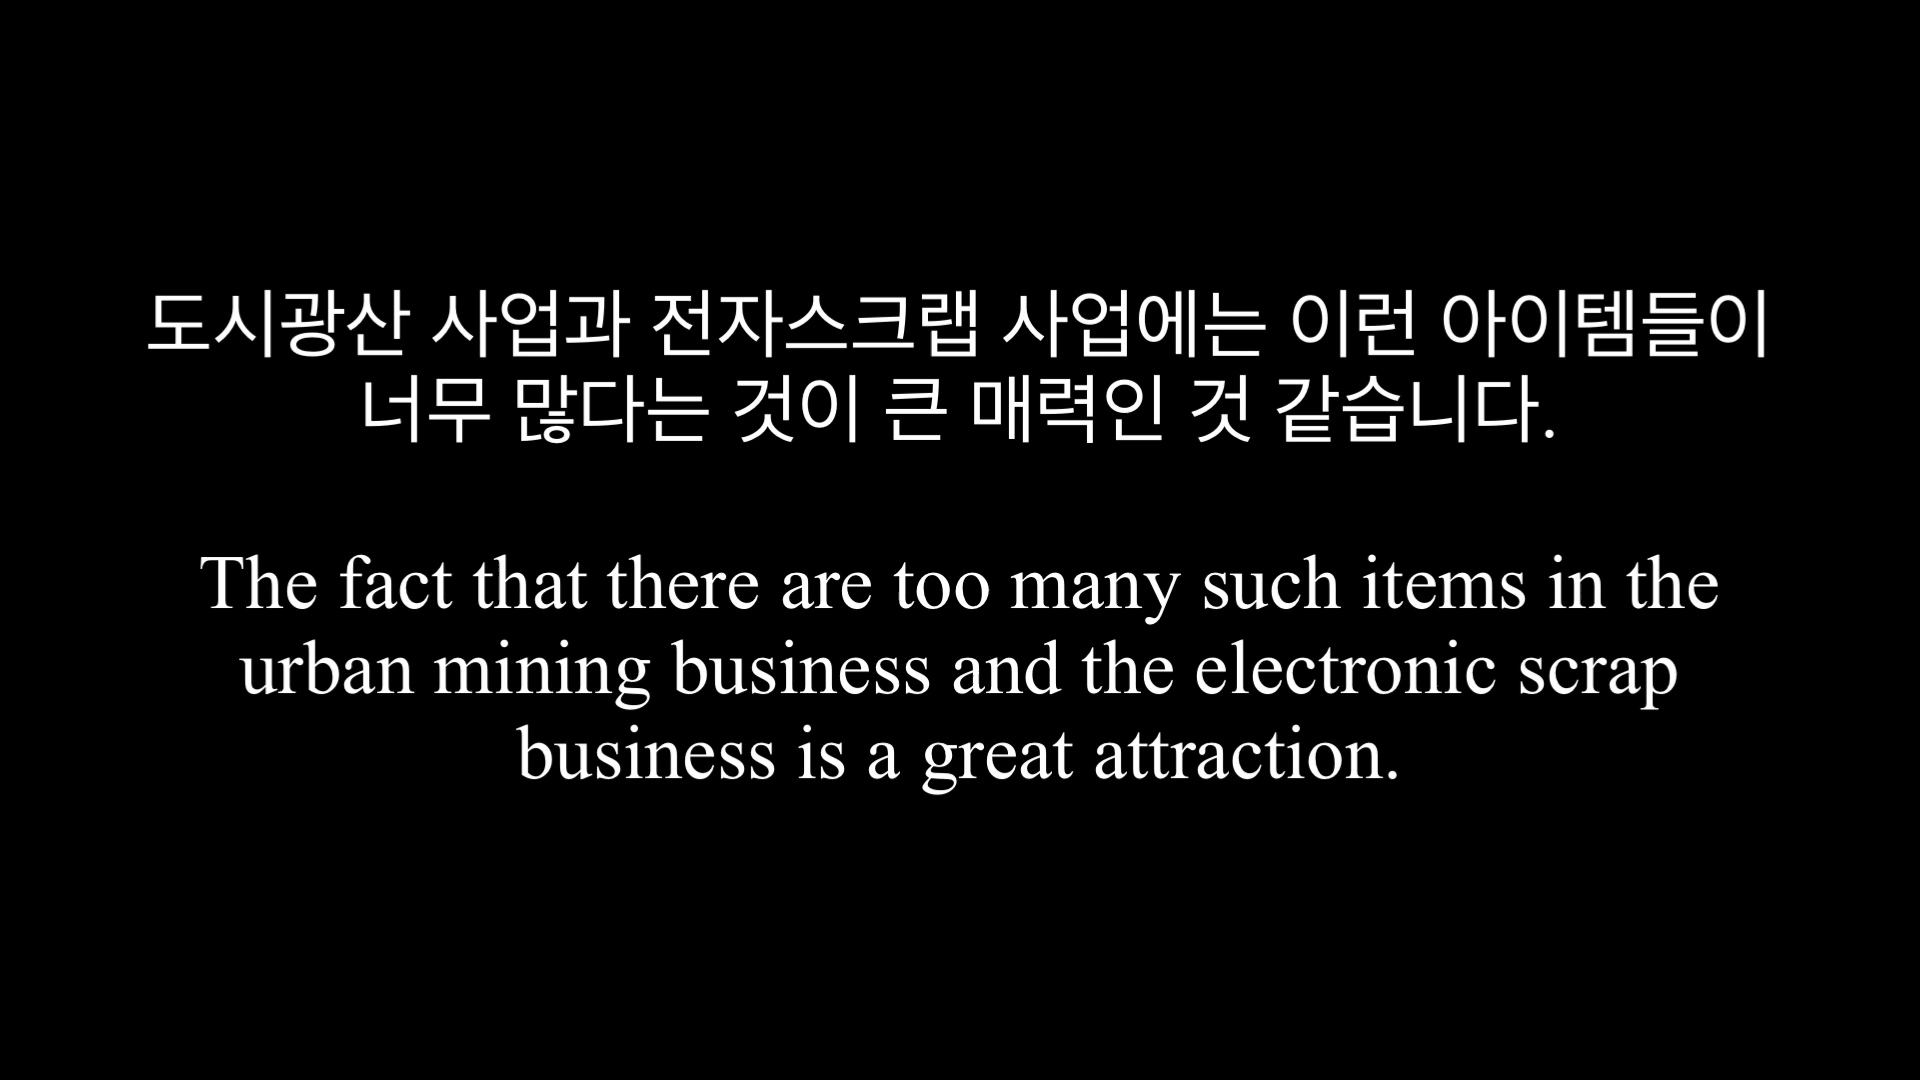 도시광산 사업과 전자스크랩 사업에는 이런 아이템들이
너무 많다는 것이 큰 매력인 것 같습니다.
The fact that there are too many such items in the
urban mining business and the electronic scrap
business is a great attraction.